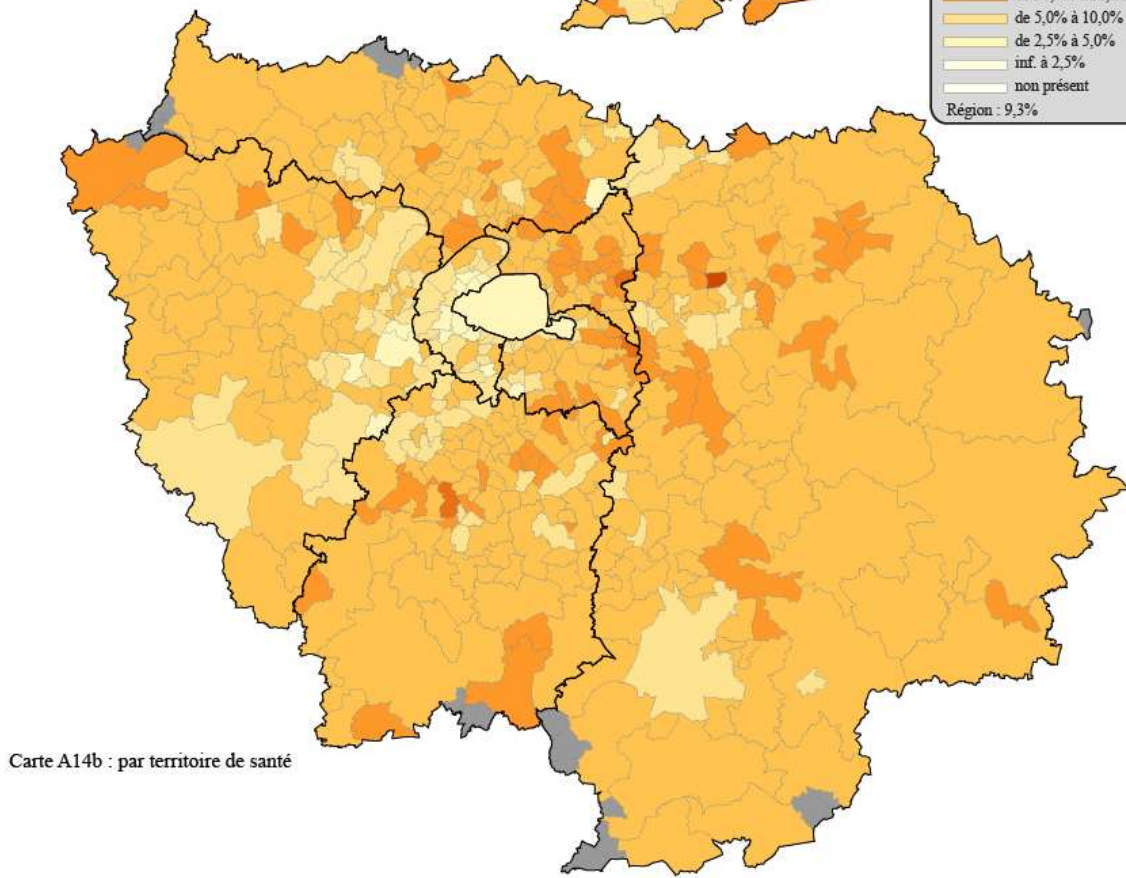 de 5,0% à 10,0%
de 2,5% à 5,0%
inf. à 2,5%
non présent
Région : 9,3%
Carte A14b : par territoire de santé